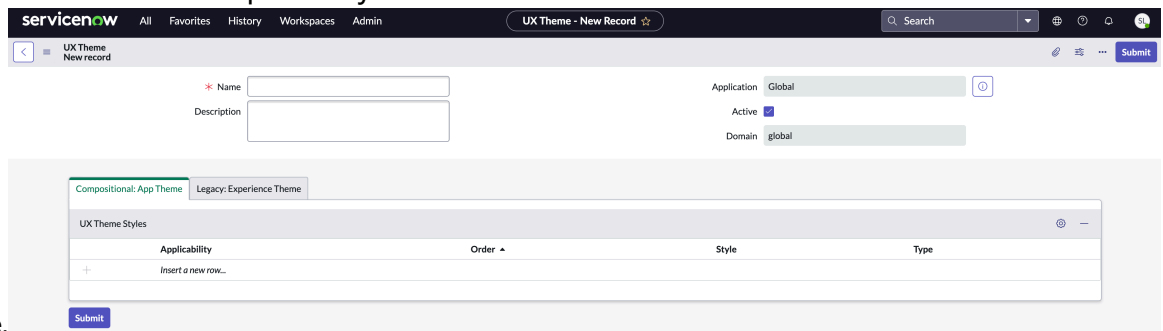 servicenow All Favorites History Workspaces Admin UX Theme - New Record Search SL
UX Theme
New record
Submit
* Name
Application Global
Description
Active
Domain global
Compositional: App Theme Legacy: Experience Theme
UX Theme Styles
Applicability Order Style Type
Insert a new row...
Submit